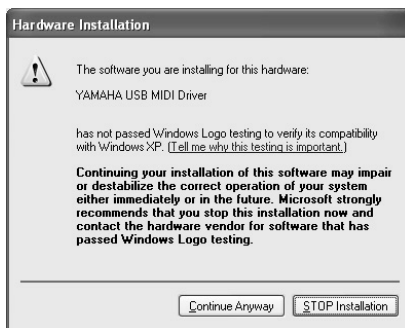 Hardware Installation
The software you are installing for this hardware:
YAMAHA USB MIDI Driver
has not passed Windows Logo testing to verify its compatibility
with Windows XP. (Tell me why this testing is important.)
Continuing your installation of this software may impair
or destabilize the correct operation of your system
either immediately or in the future. Microsoft strongly
recommends that you stop this installation now and
contact the hardware vendor for software that has
passed Windows Logo testing.
Continue Anyway
STOP Installation